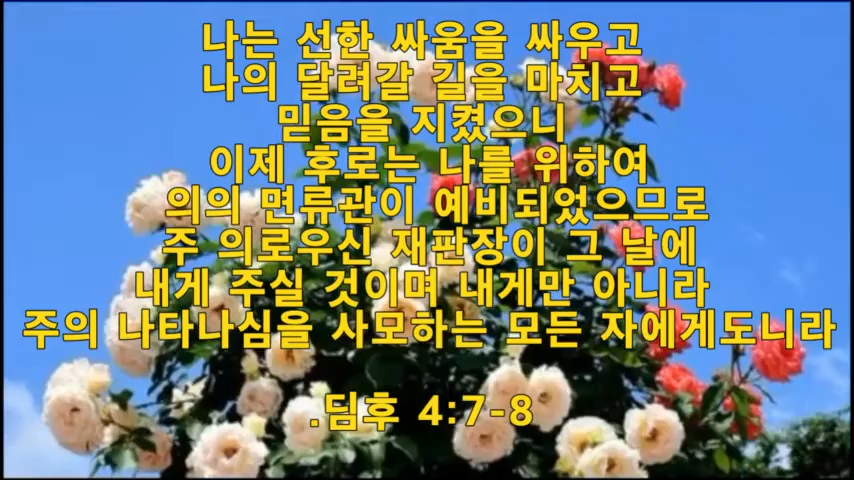 나는 선한 싸움을 싸우고
나의 달려갈 길을 마치고
믿음을 지켰으니
이제 후로는 나를 위하여
의의 면류관이 예비되었으므로
주 의로우신 재판장이 그 날에
내게 주실 것이며 내게만 아니라
주의 나타나심을 사모하는 모든 자에게도니라
.딤후 4:7-8